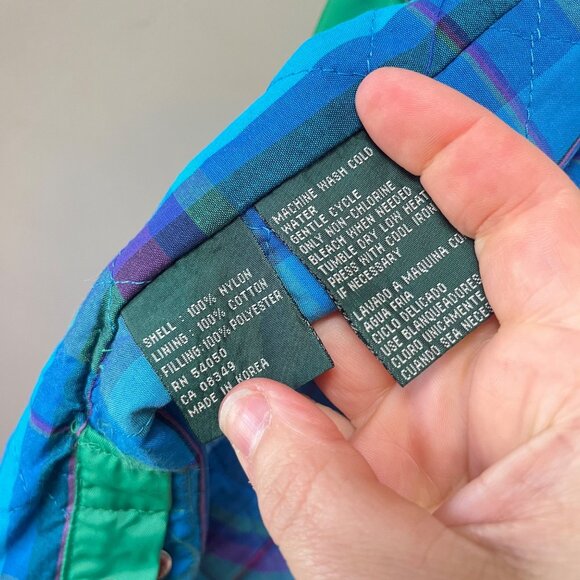 SHELL : 100% NYLON
LINING : 100% COTTON
FILLING:100% POLYESTER
RN 54050
CA 08349
MADE IN KOREA
MACHINE WASH COLD
WATER
GENTLE CYCLE
ONLY NON-CHLORINE
BLEACH WHEN NEEDED
TUMBLE DRY LOW HEAT
PRESS WITH COOL IRON
IF NECESSARY
LAVADO A MAQUINA CO
AGUA FRIA
CICLO DELICADO
USE BLANQUEADORES
CLORO UNICAMENTE
CUANDO SEA NECES